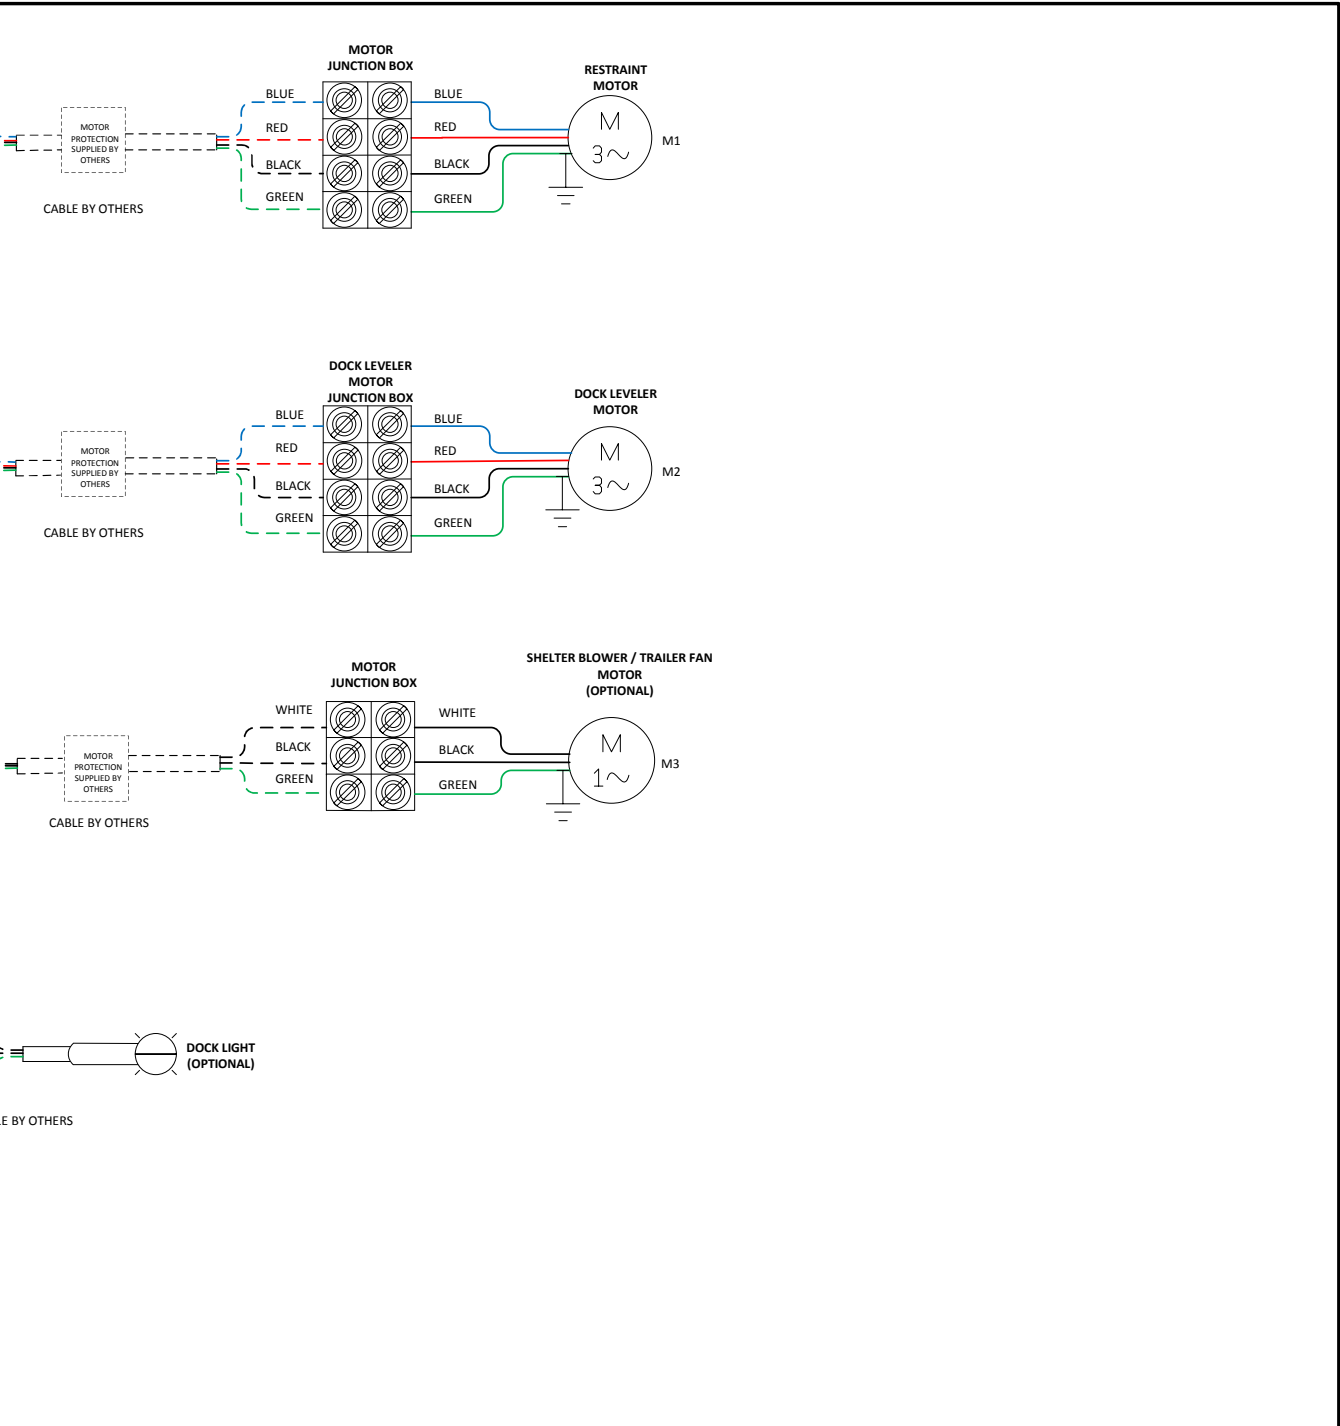 MOTOR
JUNCTION BOX
RESTRAINT
MOTOR
BLUE
BLUE
RED
RED
BLACK
BLACK
GREEN
GREEN
MOTOR
PROTECTION
SUPPLIED BY
OTHERS
M
3~
M1
CABLE BY OTHERS
DOCK LEVELER
MOTOR
JUNCTION BOX
DOCK LEVELER
MOTOR
BLUE
BLUE
RED
RED
BLACK
BLACK
GREEN
GREEN
MOTOR
PROTECTION
SUPPLIED BY
OTHERS
M
3~
M2
CABLE BY OTHERS
MOTOR
JUNCTION BOX
SHELTER BLOWER / TRAILER FAN
MOTOR
(OPTIONAL)
WHITE
WHITE
BLACK
BLACK
GREEN
GREEN
MOTOR
PROTECTION
SUPPLIED BY
OTHERS
M
1~
M3
CABLE BY OTHERS
DOCK LIGHT
(OPTIONAL)
LE BY OTHERS